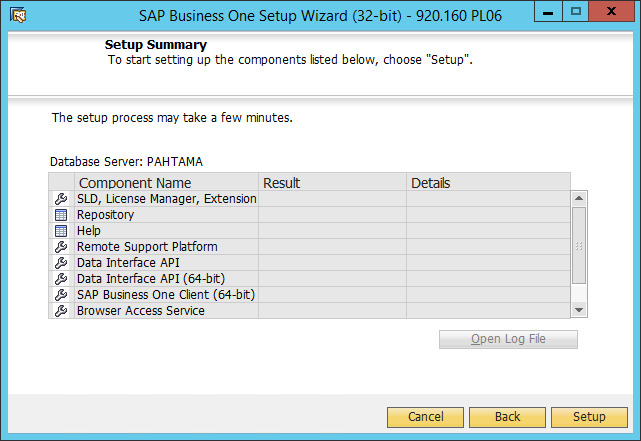 SAP Business One Setup Wizard (32-bit) - 920.160 PL06
Setup Summary
To start setting up the components listed below, choose "Setup".
The setup process may take a few minutes.
Database Server: PAHTAMA
Component Name Result Details
SLD, License Manager, Extension
Repository
Help
Remote Support Platform
Data Interface API
Data Interface API (64-bit)
SAP Business One Client (64-bit)
Browser Access Service
Open Log File
Cancel Back Setup